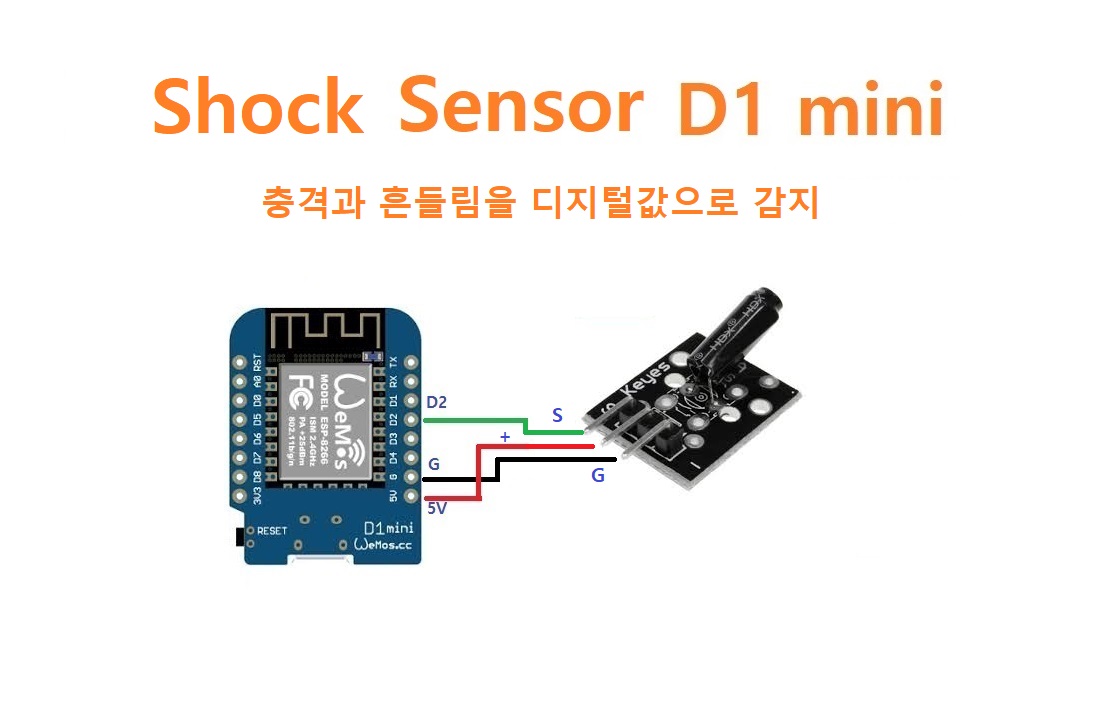 Shock Sensor D1 mini
충격과 흔들림을 디지털값으로 감지
RST
A0
D0
D5
D6
D7
D8
3V3
TX
RX
D1
D2
D3
D4
G
5V
WeMos
MODEL ESP-8266
ISM 2.4GHz
PA +25dBm
802.11b/g/n
FC
RESET
D1 mini
WeMos.cc
D2
G
5V
S
+
G
S Keyes
HDX
HDX